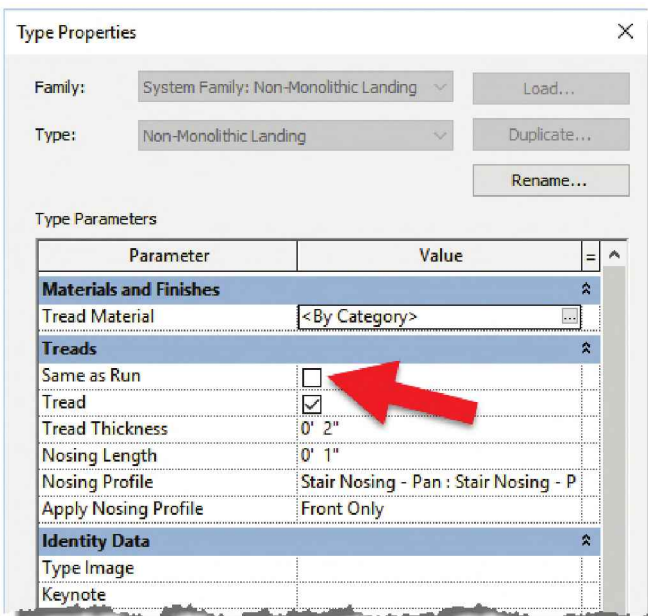 Type Properties
Family: System Family: Non-Monolithic Landing Load...
Type: Non-Monolithic Landing Duplicate...
Rename...
Type Parameters
Parameter Value =
Materials and Finishes
Tread Material <By Category> ...
Treads
Same as Run
Tread
Tread Thickness 0' 2"
Nosing Length 0' 1"
Nosing Profile Stair Nosing - Pan : Stair Nosing - P
Apply Nosing Profile Front Only
Identity Data
Type Image
Keynote